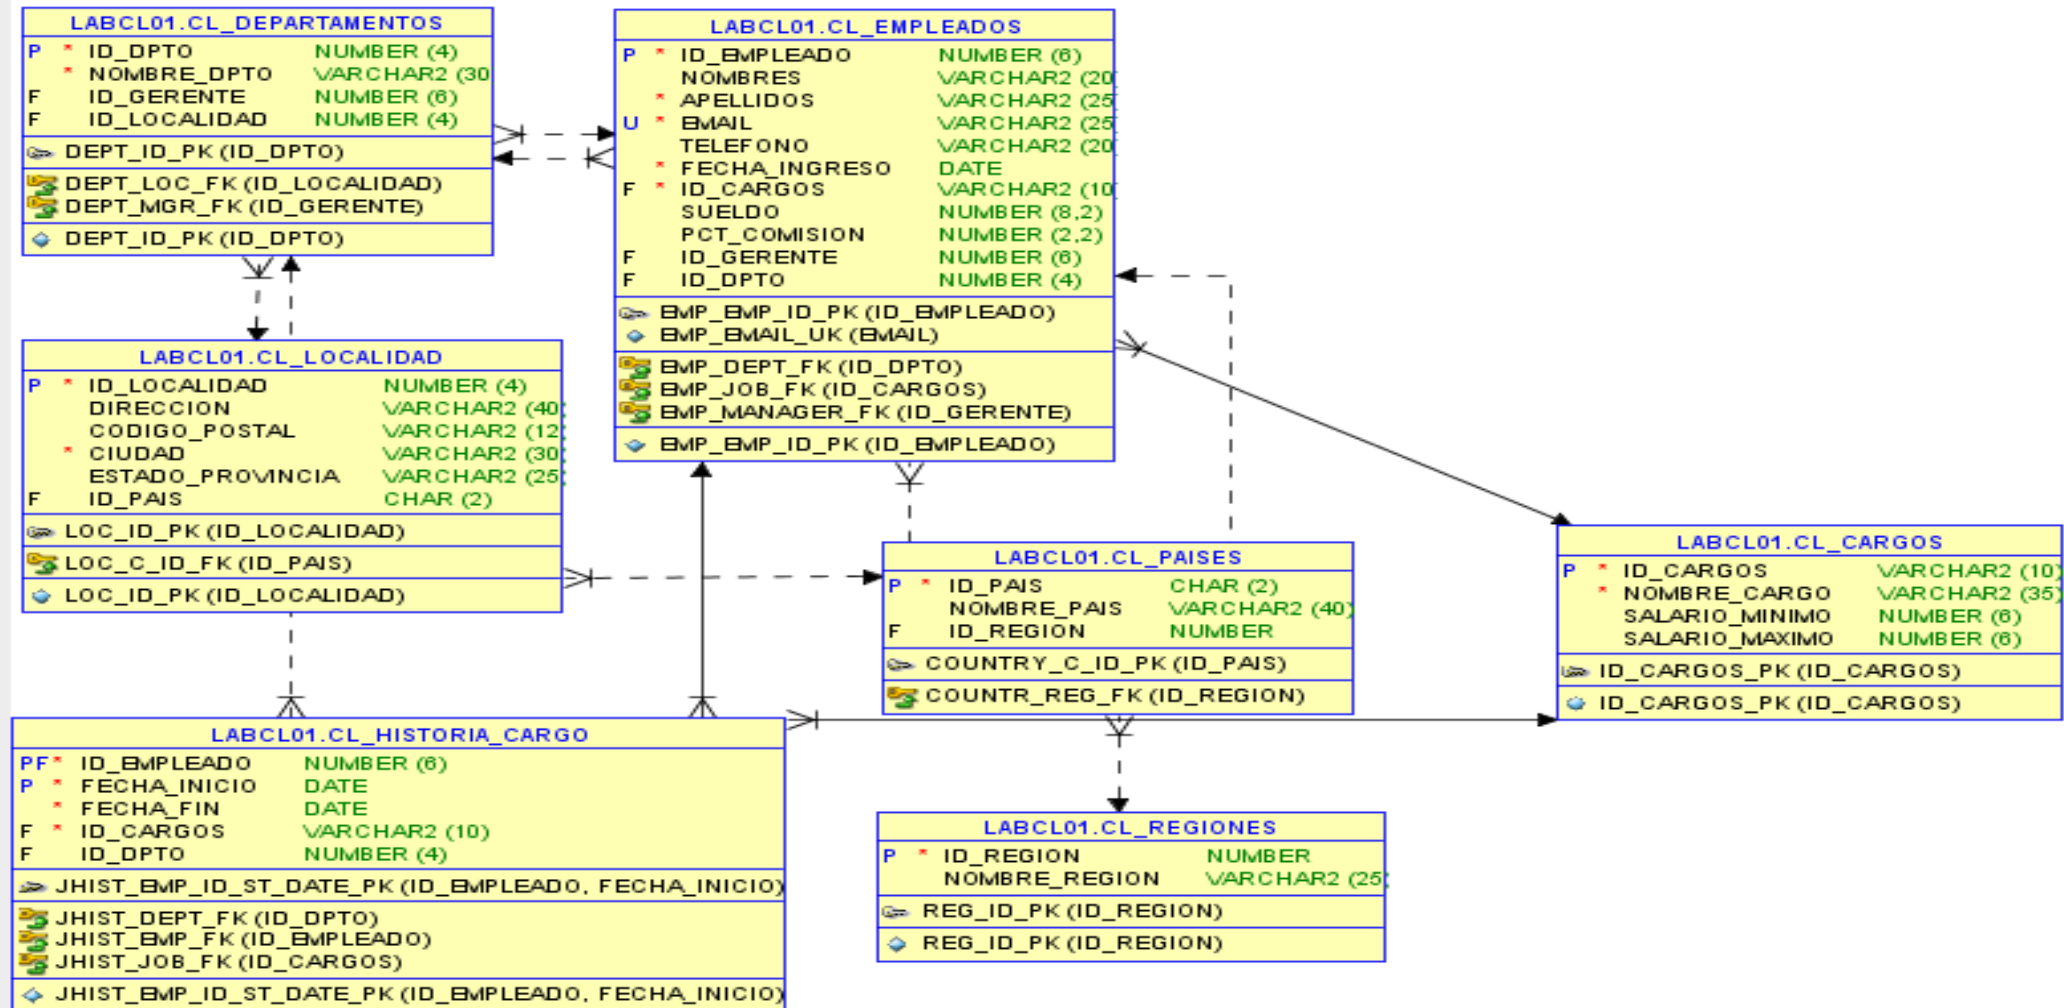 LABCL01.CL_DEPARTAMENTOS
P * ID_DPTO NUMBER (4)
* NOMBRE_DPTO VARCHAR2 (30
F ID_GERENTE NUMBER (6)
F ID_LOCALIDAD NUMBER (4)
DEPT_ID_PK (ID_DPTO)
DEPT_LOC_FK (ID_LOCALIDAD)
DEPT_MGR_FK (ID_GERENTE)
DEPT_ID_PK (ID_DPTO)
LABCL01.CL_EMPLEADOS
P * ID_EMPLEADO NUMBER (6)
NOMBRES VARCHAR2 (20
* APELLIDOS VARCHAR2 (25
U * EMAIL VARCHAR2 (25
TELEFONO VARCHAR2 (20
* FECHA_INGRESO DATE
F * ID_CARGOS VARCHAR2 (10
SUELDO NUMBER (8,2)
PCT_COMISION NUMBER (2,2)
F ID_GERENTE NUMBER (6)
F ID_DPTO NUMBER (4)
EMP_EMP_ID_PK (ID_EMPLEADO)
EMP_EMAIL_UK (EMAIL)
EMP_DEPT_FK (ID_DPTO)
EMP_JOB_FK (ID_CARGOS)
EMP_MANAGER_FK (ID_GERENTE)
EMP_EMP_ID_PK (ID_EMPLEADO)
LABCL01.CL_LOCALIDAD
P * ID_LOCALIDAD NUMBER (4)
DIRECCION VARCHAR2 (40
CODIGO_POSTAL VARCHAR2 (12
* CIUDAD VARCHAR2 (30
ESTADO_PROVINCIA VARCHAR2 (25
F ID_PAIS CHAR (2)
LOC_ID_PK (ID_LOCALIDAD)
LOC_C_ID_FK (ID_PAIS)
LOC_ID_PK (ID_LOCALIDAD)
LABCL01.CL_PAISES
P * ID_PAIS CHAR (2)
NOMBRE_PAIS VARCHAR2 (40)
F ID_REGION NUMBER
COUNTRY_C_ID_PK (ID_PAIS)
COUNTR_REG_FK (ID_REGION)
LABCL01.CL_CARGOS
P * ID_CARGOS VARCHAR2 (10)
* NOMBRE_CARGO VARCHAR2 (35)
SALARIO_MINIMO NUMBER (6)
SALARIO_MAXIMO NUMBER (6)
ID_CARGOS_PK (ID_CARGOS)
ID_CARGOS_PK (ID_CARGOS)
LABCL01.CL_HISTORIA_CARGO
PF * ID_EMPLEADO NUMBER (6)
P * FECHA_INICIO DATE
* FECHA_FIN DATE
F * ID_CARGOS VARCHAR2 (10)
F ID_DPTO NUMBER (4)
JHIST_EMP_ID_ST_DATE_PK (ID_EMPLEADO, FECHA_INICIO)
JHIST_DEPT_FK (ID_DPTO)
JHIST_EMP_FK (ID_EMPLEADO)
JHIST_JOB_FK (ID_CARGOS)
JHIST_EMP_ID_ST_DATE_PK (ID_EMPLEADO, FECHA_INICIO)
LABCL01.CL_REGIONES
P * ID_REGION NUMBER
NOMBRE_REGION VARCHAR2 (25
REG_ID_PK (ID_REGION)
REG_ID_PK (ID_REGION)